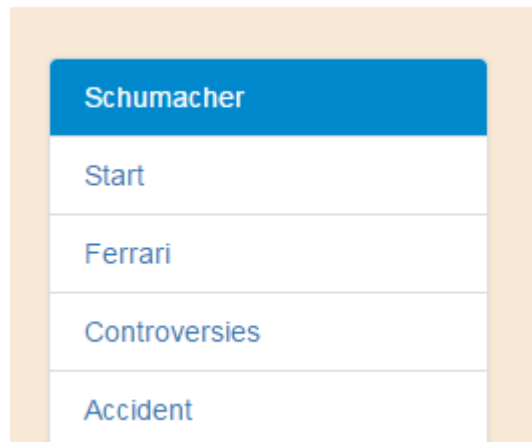 Schumacher
Start
Ferrari
Controversies
Accident